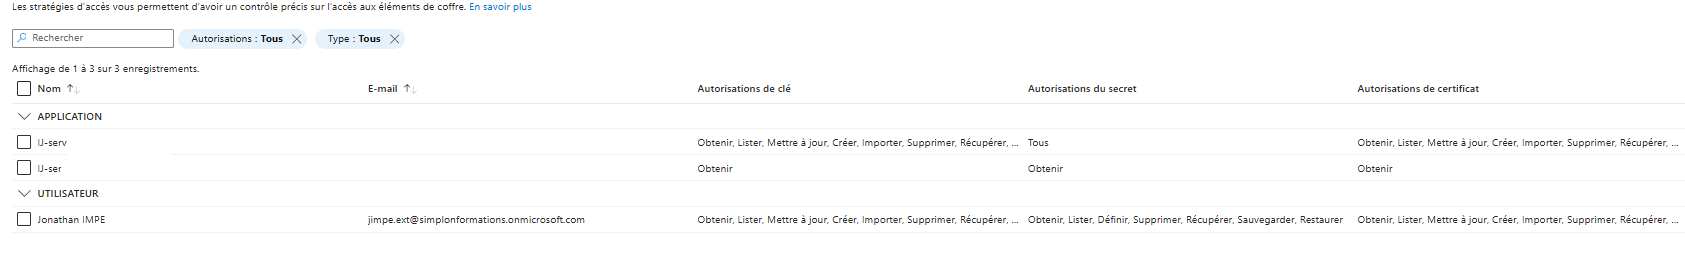 Les stratégies d'accès vous permettent d'avoir un contrôle précis sur l'accès aux éléments de coffre. En savoir plus
Rechercher Autorisations : Tous Type : Tous
Affichage de 1 à 3 sur 3 enregistrements.
Nom E-mail Autorisations de clé Autorisations du secret Autorisations de certificat
APPLICATION
IJ-serv Obtenir, Lister, Mettre à jour, Créer, Importer, Supprimer, Récupérer, ... Tous Obtenir, Lister, Mettre à jour, Créer, Importer, Supprimer, Récupérer, ...
IJ-ser Obtenir Obtenir Obtenir
UTILISATEUR
Jonathan IMPE jimpe.ext@simplonformations.onmicrosoft.com Obtenir, Lister, Mettre à jour, Créer, Importer, Supprimer, Récupérer, ... Obtenir, Lister, Définir, Supprimer, Récupérer, Sauvegarder, Restaurer Obtenir, Lister, Mettre à jour, Créer, Importer, Supprimer, Récupérer, ...